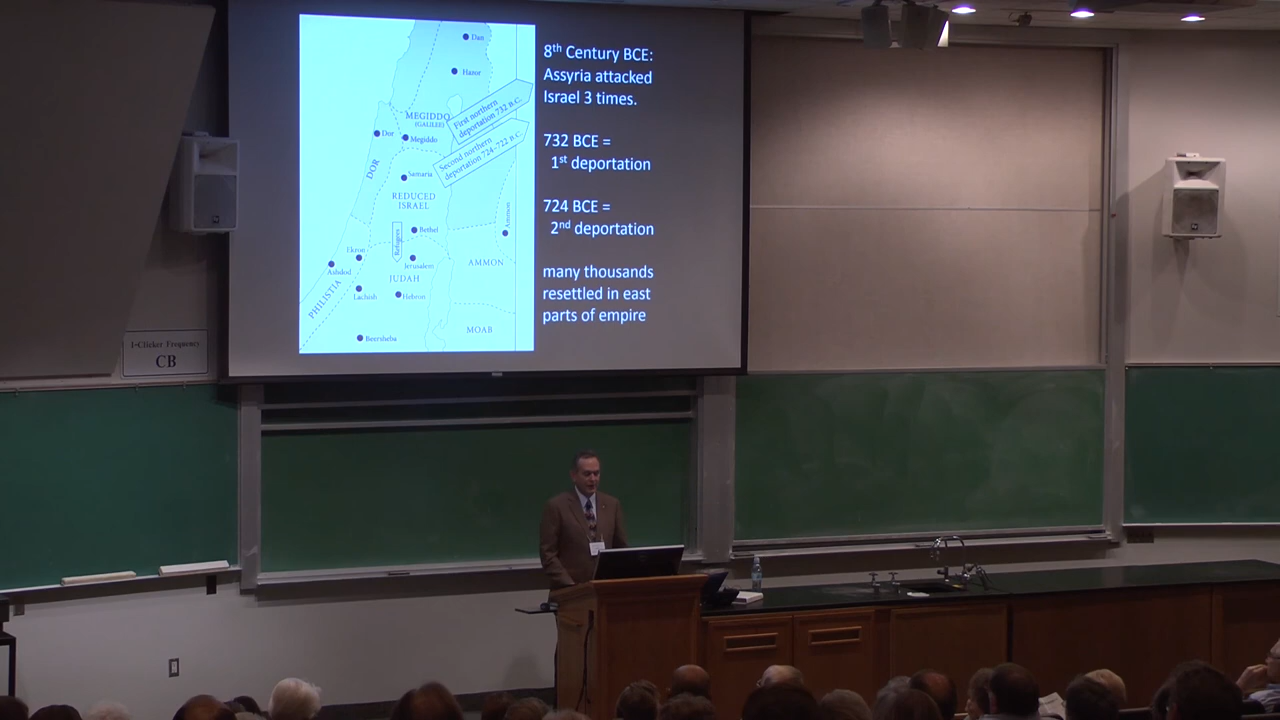 Dan
Hazor
First northern
deportation 732 B.C.
MEGIDDO
(GALILEE)
Dor
Megiddo
Second northern
deportation 724–722 B.C.
DOR
Samaria
REDUCED
ISRAEL
Refugees
Bethel
Ekron
Jerusalem
Ashdod
AMMON
JUDAH
PHILISTIA
Lachish
Hebron
MOAB
Beersheba
8th Century BCE:
Assyria attacked
Israel 3 times.
732 BCE =
1st deportation
724 BCE =
2nd deportation
many thousands
resettled in east
parts of empire
I-Clicker Frequency
CB